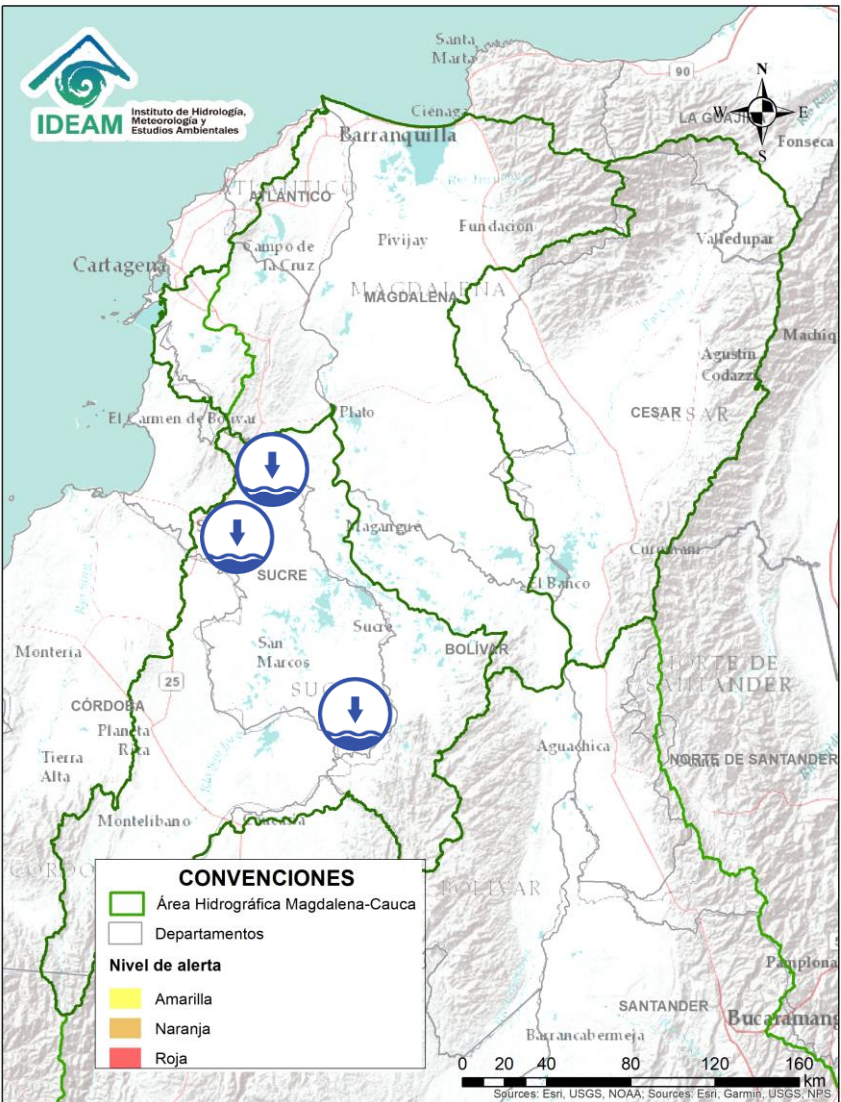 IDEAM
Instituto de Hidrología,
Meteorología y
Estudios Ambientales
Santa
Marta
90
N
W
E
S
Ciénaga
LA GUAJIRA
Barranquilla
Fonseca
ATLÁNTICO
ATLÁNTICO
Fundación
Pivijay
Valledupar
Campo de
la Cruz
Cartagena
MAGDALENA
MAGDALENA
Agustín
Codazzi
CESAR
CESAR
El Carmen de Bolívar
Plato
Magangue
Curumaní
El Banco
SUCRE
Sucre
BOLÍVAR
San
Marcos
Montería
25
NORTE DE
SANTANDER
CÓRDOBA
Planeta
Rica
Aguachica
NORTE DE SANTANDER
Tierra
Alta
Montelibano
BOLÍVAR
CONVENCIONES
Área Hidrográfica Magdalena-Cauca
Departamentos
Nivel de alerta
Amarilla
Naranja
Roja
Pamplona
SANTANDER
Bucaramang
Barrancabermeja
0 20 40 80 120 160
km
Sources: Esri, USGS, NOAA; Sources: Esri, Garmin, USGS, NPS